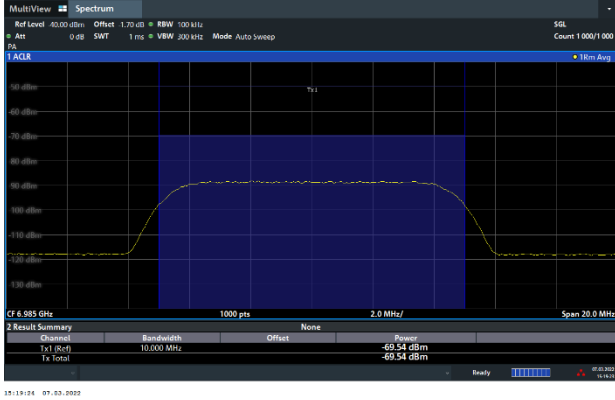 MultiView Spectrum
Ref Level -40.00 dBm Offset -1.70 dB RBW 100 kHz SGL
Att 0 dB SWT 1 ms VBW 300 kHz Mode Auto Sweep Count 1000/1000
PA
1 ACLR 1Rm Avg
-50 dBm
Tx1
-60 dBm
-70 dBm
-80 dBm
-90 dBm
-100 dBm
-110 dBm
-120 dBm
-130 dBm
CF 6.985 GHz 1000 pts 2.0 MHz/ Span 20.0 MHz
2 Result Summary None
Channel Bandwidth Offset Power
Tx1 (Ref) 10.000 MHz -69.54 dBm
Tx Total -69.54 dBm
Ready 07.03.2022
15:19:23
15:19:24 07.03.2022